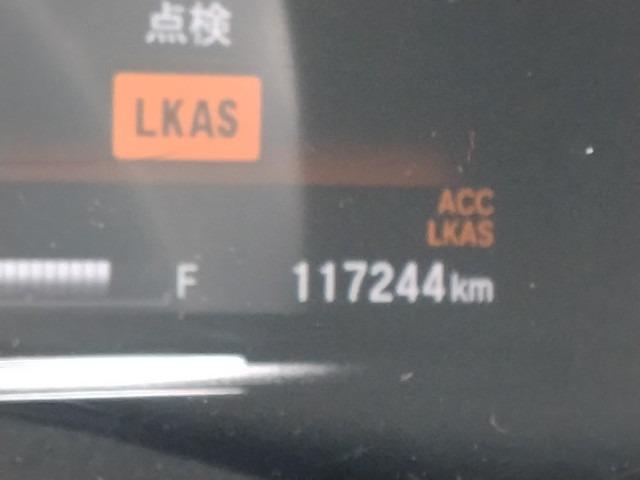 点検
LKAS
ACC
LKAS
F 117244km